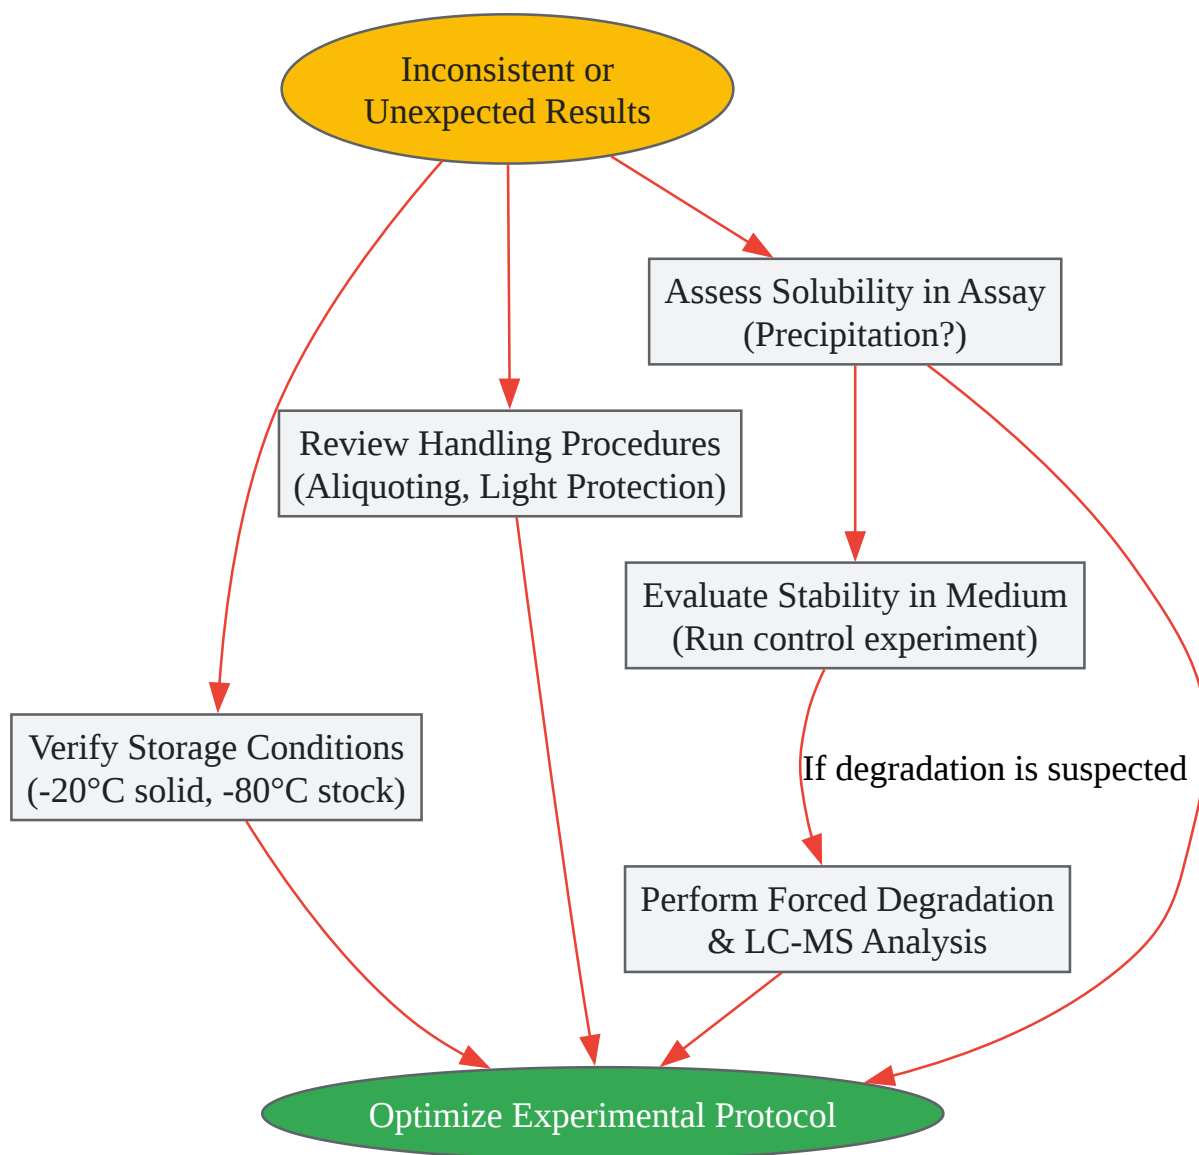 Inconsistent or
Unexpected Results
Assess Solubility in Assay
(Precipitation?)
Review Handling Procedures
(Aliquoting, Light Protection)
Evaluate Stability in Medium
(Run control experiment)
Verify Storage Conditions
(-20°C solid, -80°C stock)
If degradation is suspected
Perform Forced Degradation
& LC-MS Analysis
Optimize Experimental Protocol